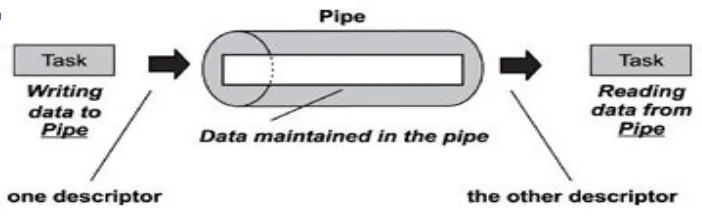 Pipe
Task
Task
Writing
data to
Pipe
Reading
data from
Pipe
Data maintained in the pipe
one descriptor
the other descriptor